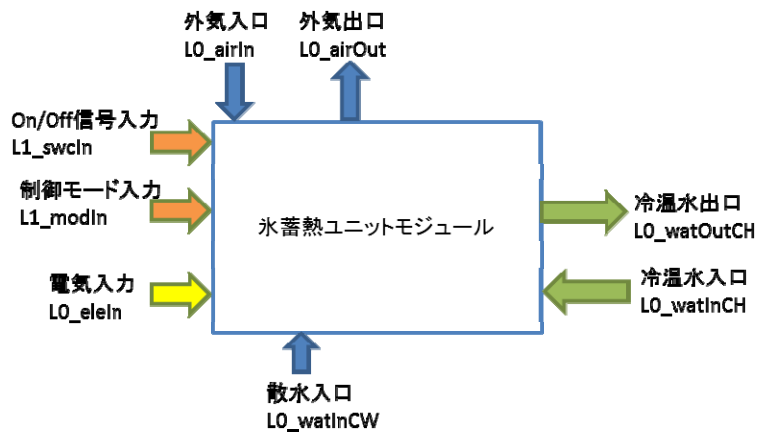 外気入口
L0_airIn
外気出口
L0_airOut
On/Off信号入力
L1_swcIn
制御モード入力
L1_modIn
電気入力
L0_eleIn
氷蓄熱ユニットモジュール
冷温水出口
L0_watOutCH
冷温水入口
L0_watInCH
散水入口
L0_watInCW